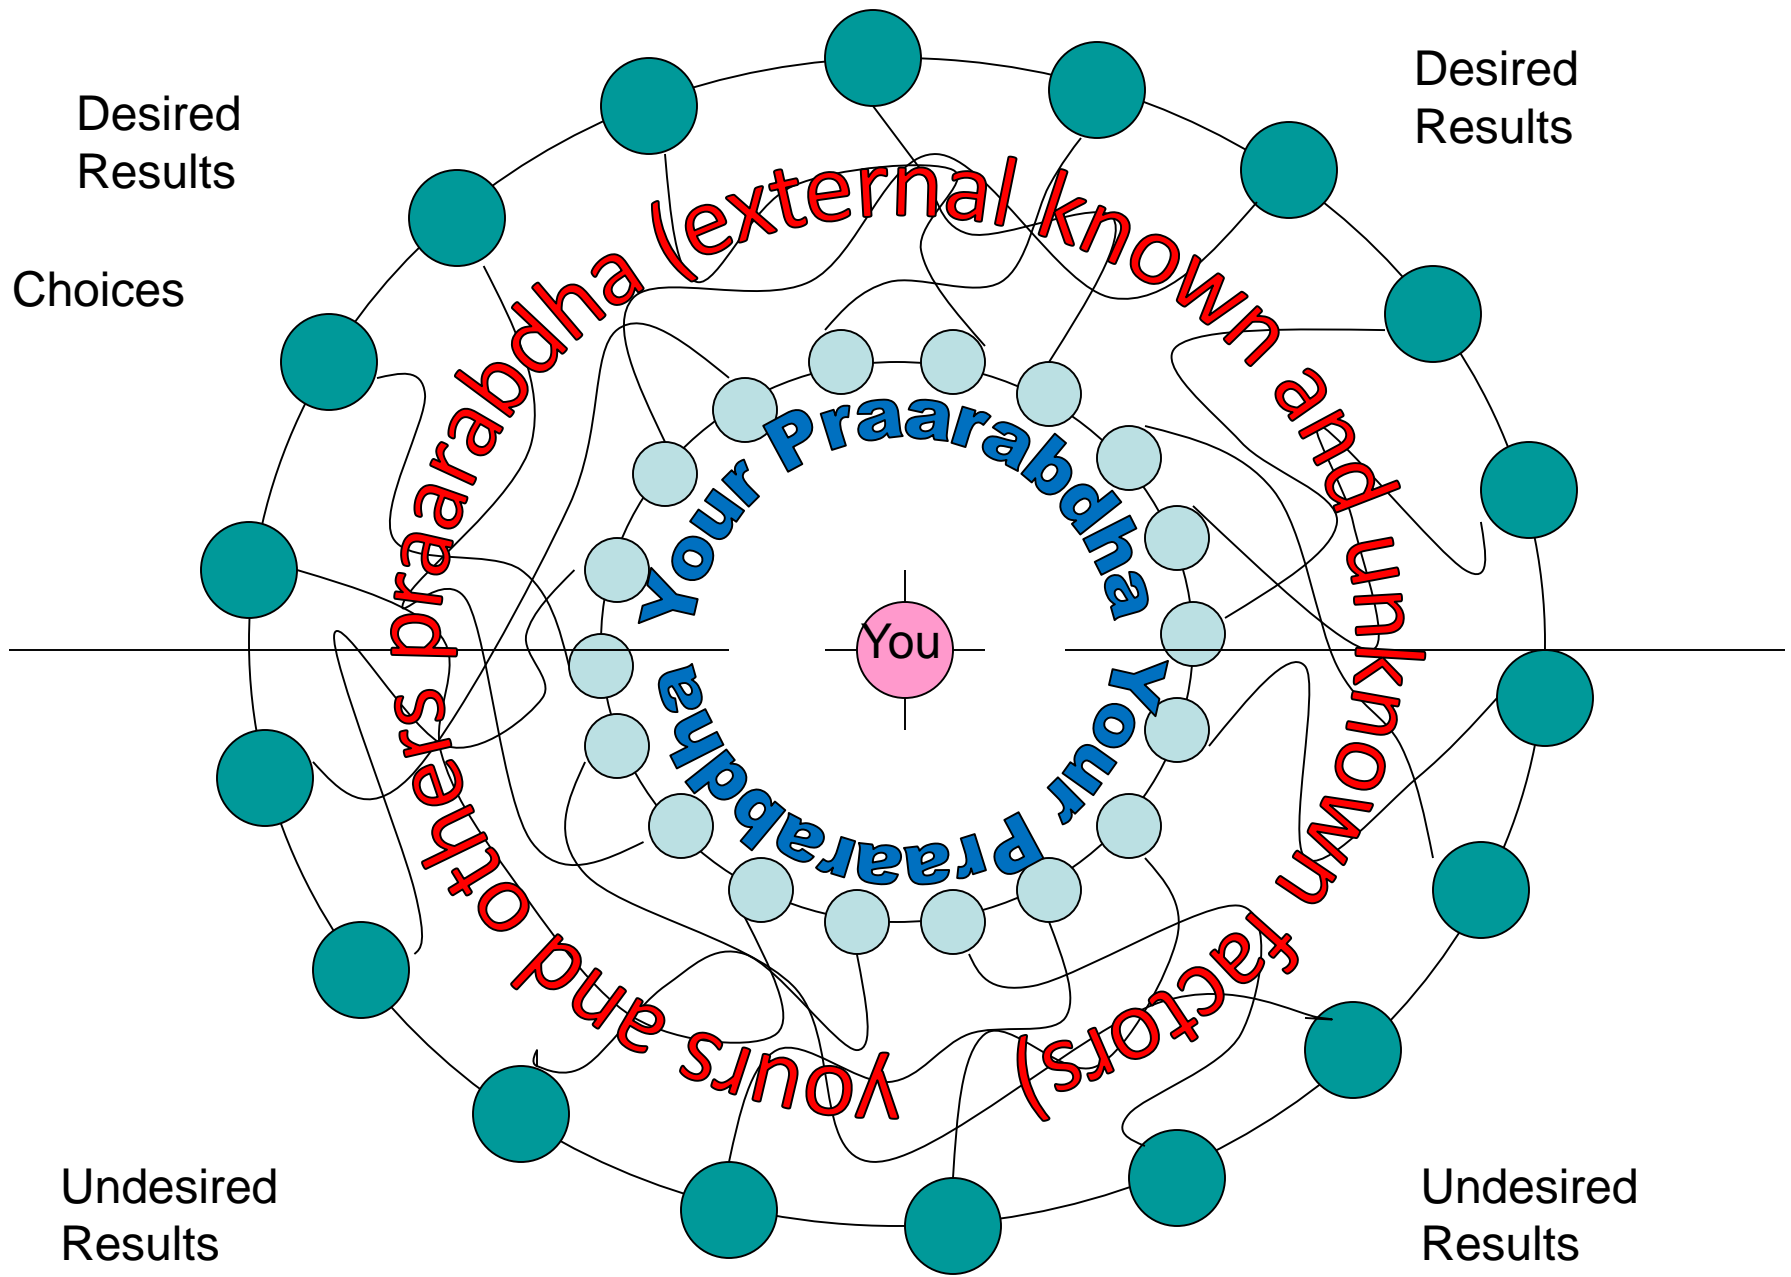 Desired
Results
Desired
Results
Choices
yours and others praarabdha (external known and unknown factors)
Your Praarabdha
Your Praarabdha
You
Undesired
Results
Undesired
Results